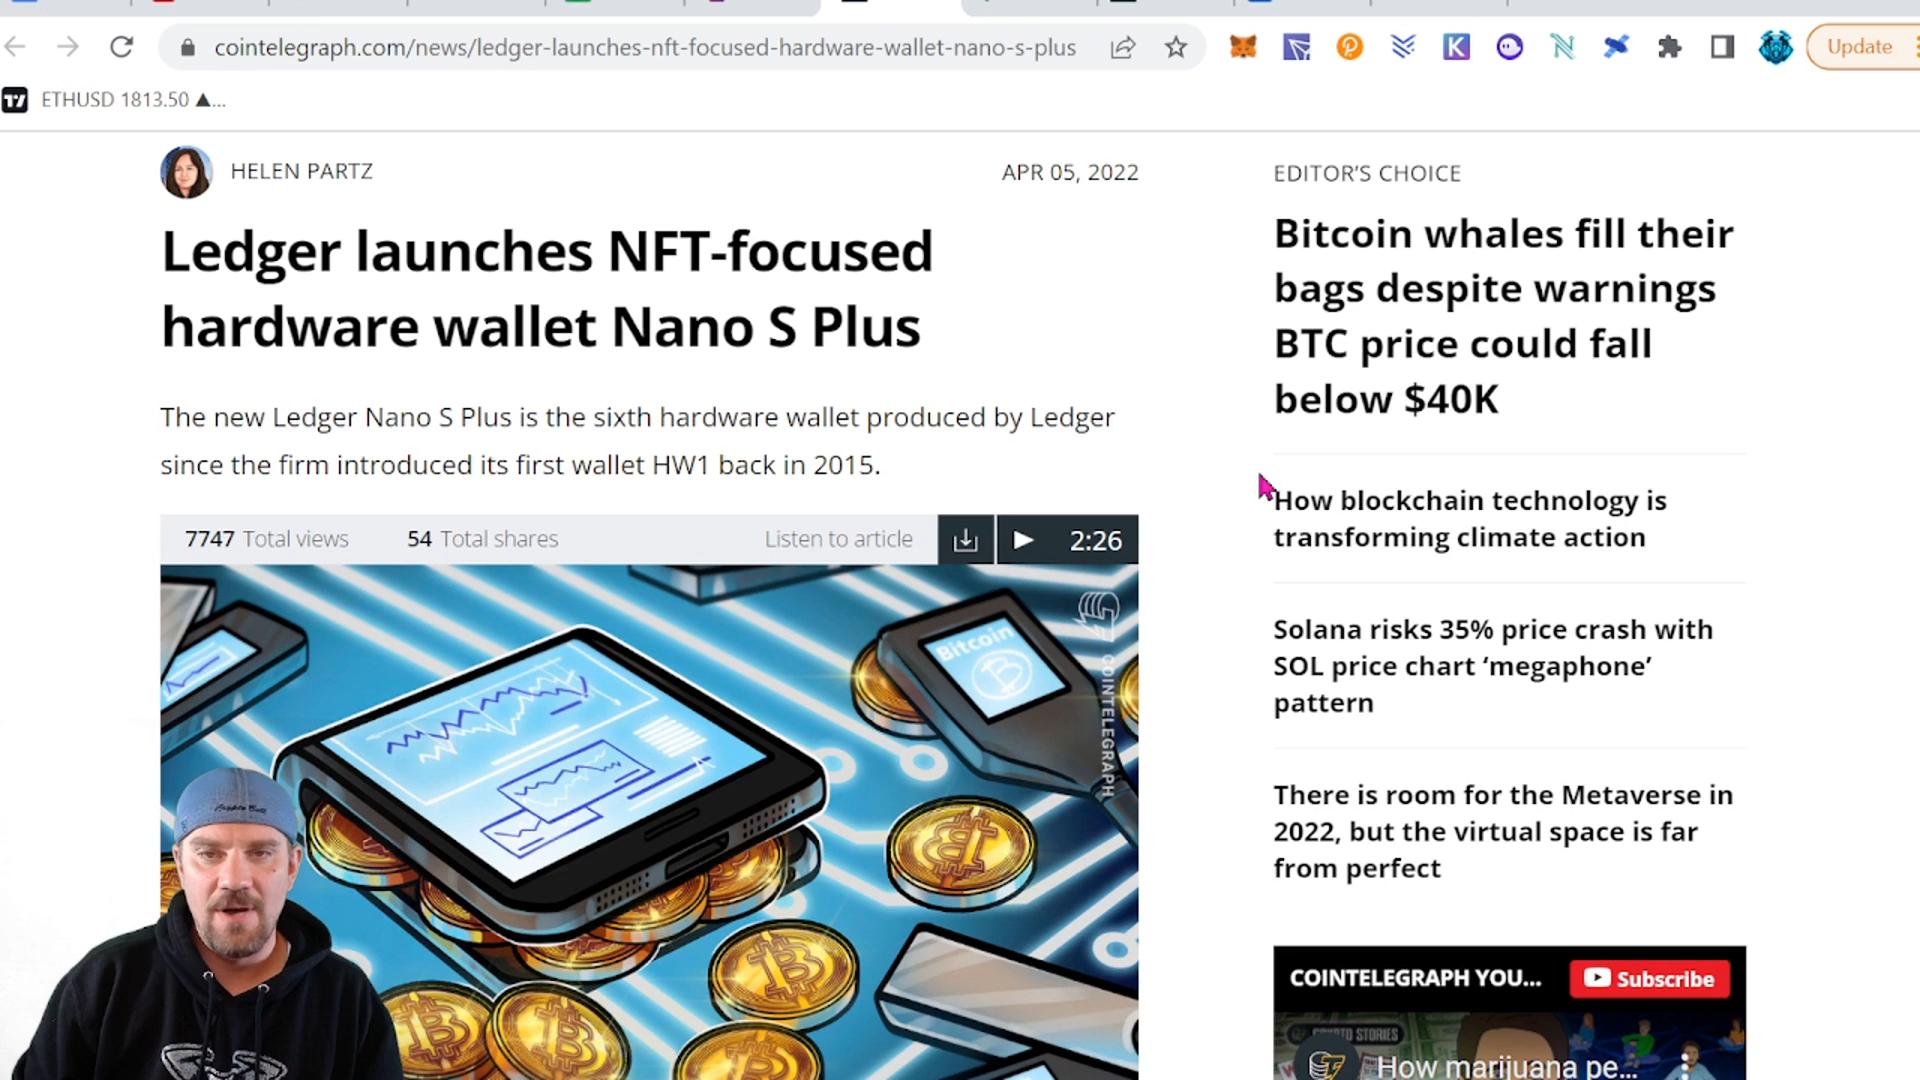 cointelegraph.com/news/ledger-launches-nft-focused-hardware-wallet-nano-s-plus
Update
ETHUSD 1813.50 ▲...
HELEN PARTZ
APR 05, 2022
Ledger launches NFT-focused
hardware wallet Nano S Plus
The new Ledger Nano S Plus is the sixth hardware wallet produced by Ledger
since the firm introduced its first wallet HW1 back in 2015.
7747 Total views
54 Total shares
Listen to article
2:26
Bitcoin
COINTELEGRAPH
EDITOR'S CHOICE
Bitcoin whales fill their
bags despite warnings
BTC price could fall
below $40K
How blockchain technology is
transforming climate action
Solana risks 35% price crash with
SOL price chart ‘megaphone’
pattern
There is room for the Metaverse in
2022, but the virtual space is far
from perfect
COINTELEGRAPH YOU...
Subscribe
CRYPTO STORIES
How marijuana pe...